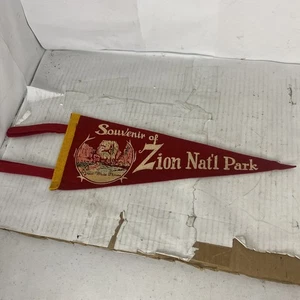 Souvenir of
Zion Nat'l Park